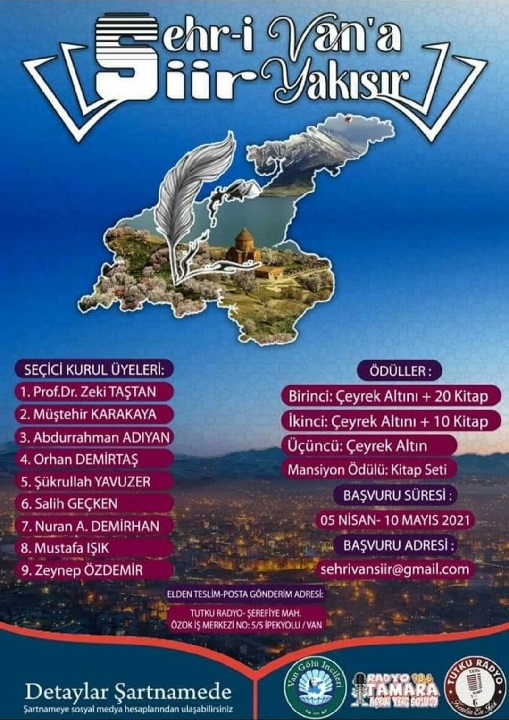 Şehr-i Van'a
Şiir Yakışır
SEÇİCİ KURUL ÜYELERİ:
1. Prof.Dr. Zeki TAŞTAN
2. Müştehir KARAKAYA
3. Abdurrahman ADIYAN
4. Orhan DEMİRTAŞ
5. Şükrullah YAVUZER
6. Salih GEÇKEN
7. Nuran A. DEMİRHAN
8. Mustafa IŞIK
9. Zeynep ÖZDEMİR
ÖDÜLLER :
Birinci: Çeyrek Altını + 20 Kitap
İkinci: Çeyrek Altını + 10 Kitap
Üçüncü: Çeyrek Altın
Mansiyon Ödülü: Kitap Seti
BAŞVURU SÜRESİ :
05 NİSAN- 10 MAYIS 2021
BAŞVURU ADRESİ :
sehrivansiir@gmail.com
ELDEN TESLİM-POSTA GÖNDERİM ADRESİ:
TUTKU RADYO- ŞEREFİYE MAH.
ÖZOK İŞ MERKEZİ NO: 5/5 İPEKYOLU / VAN
Detaylar Şartnamede
Şartnameye sosyal medya hesaplarından ulaşabilirsiniz
Van Gölü İncileri
RADYO
TAMARA
TUTKU RADYO